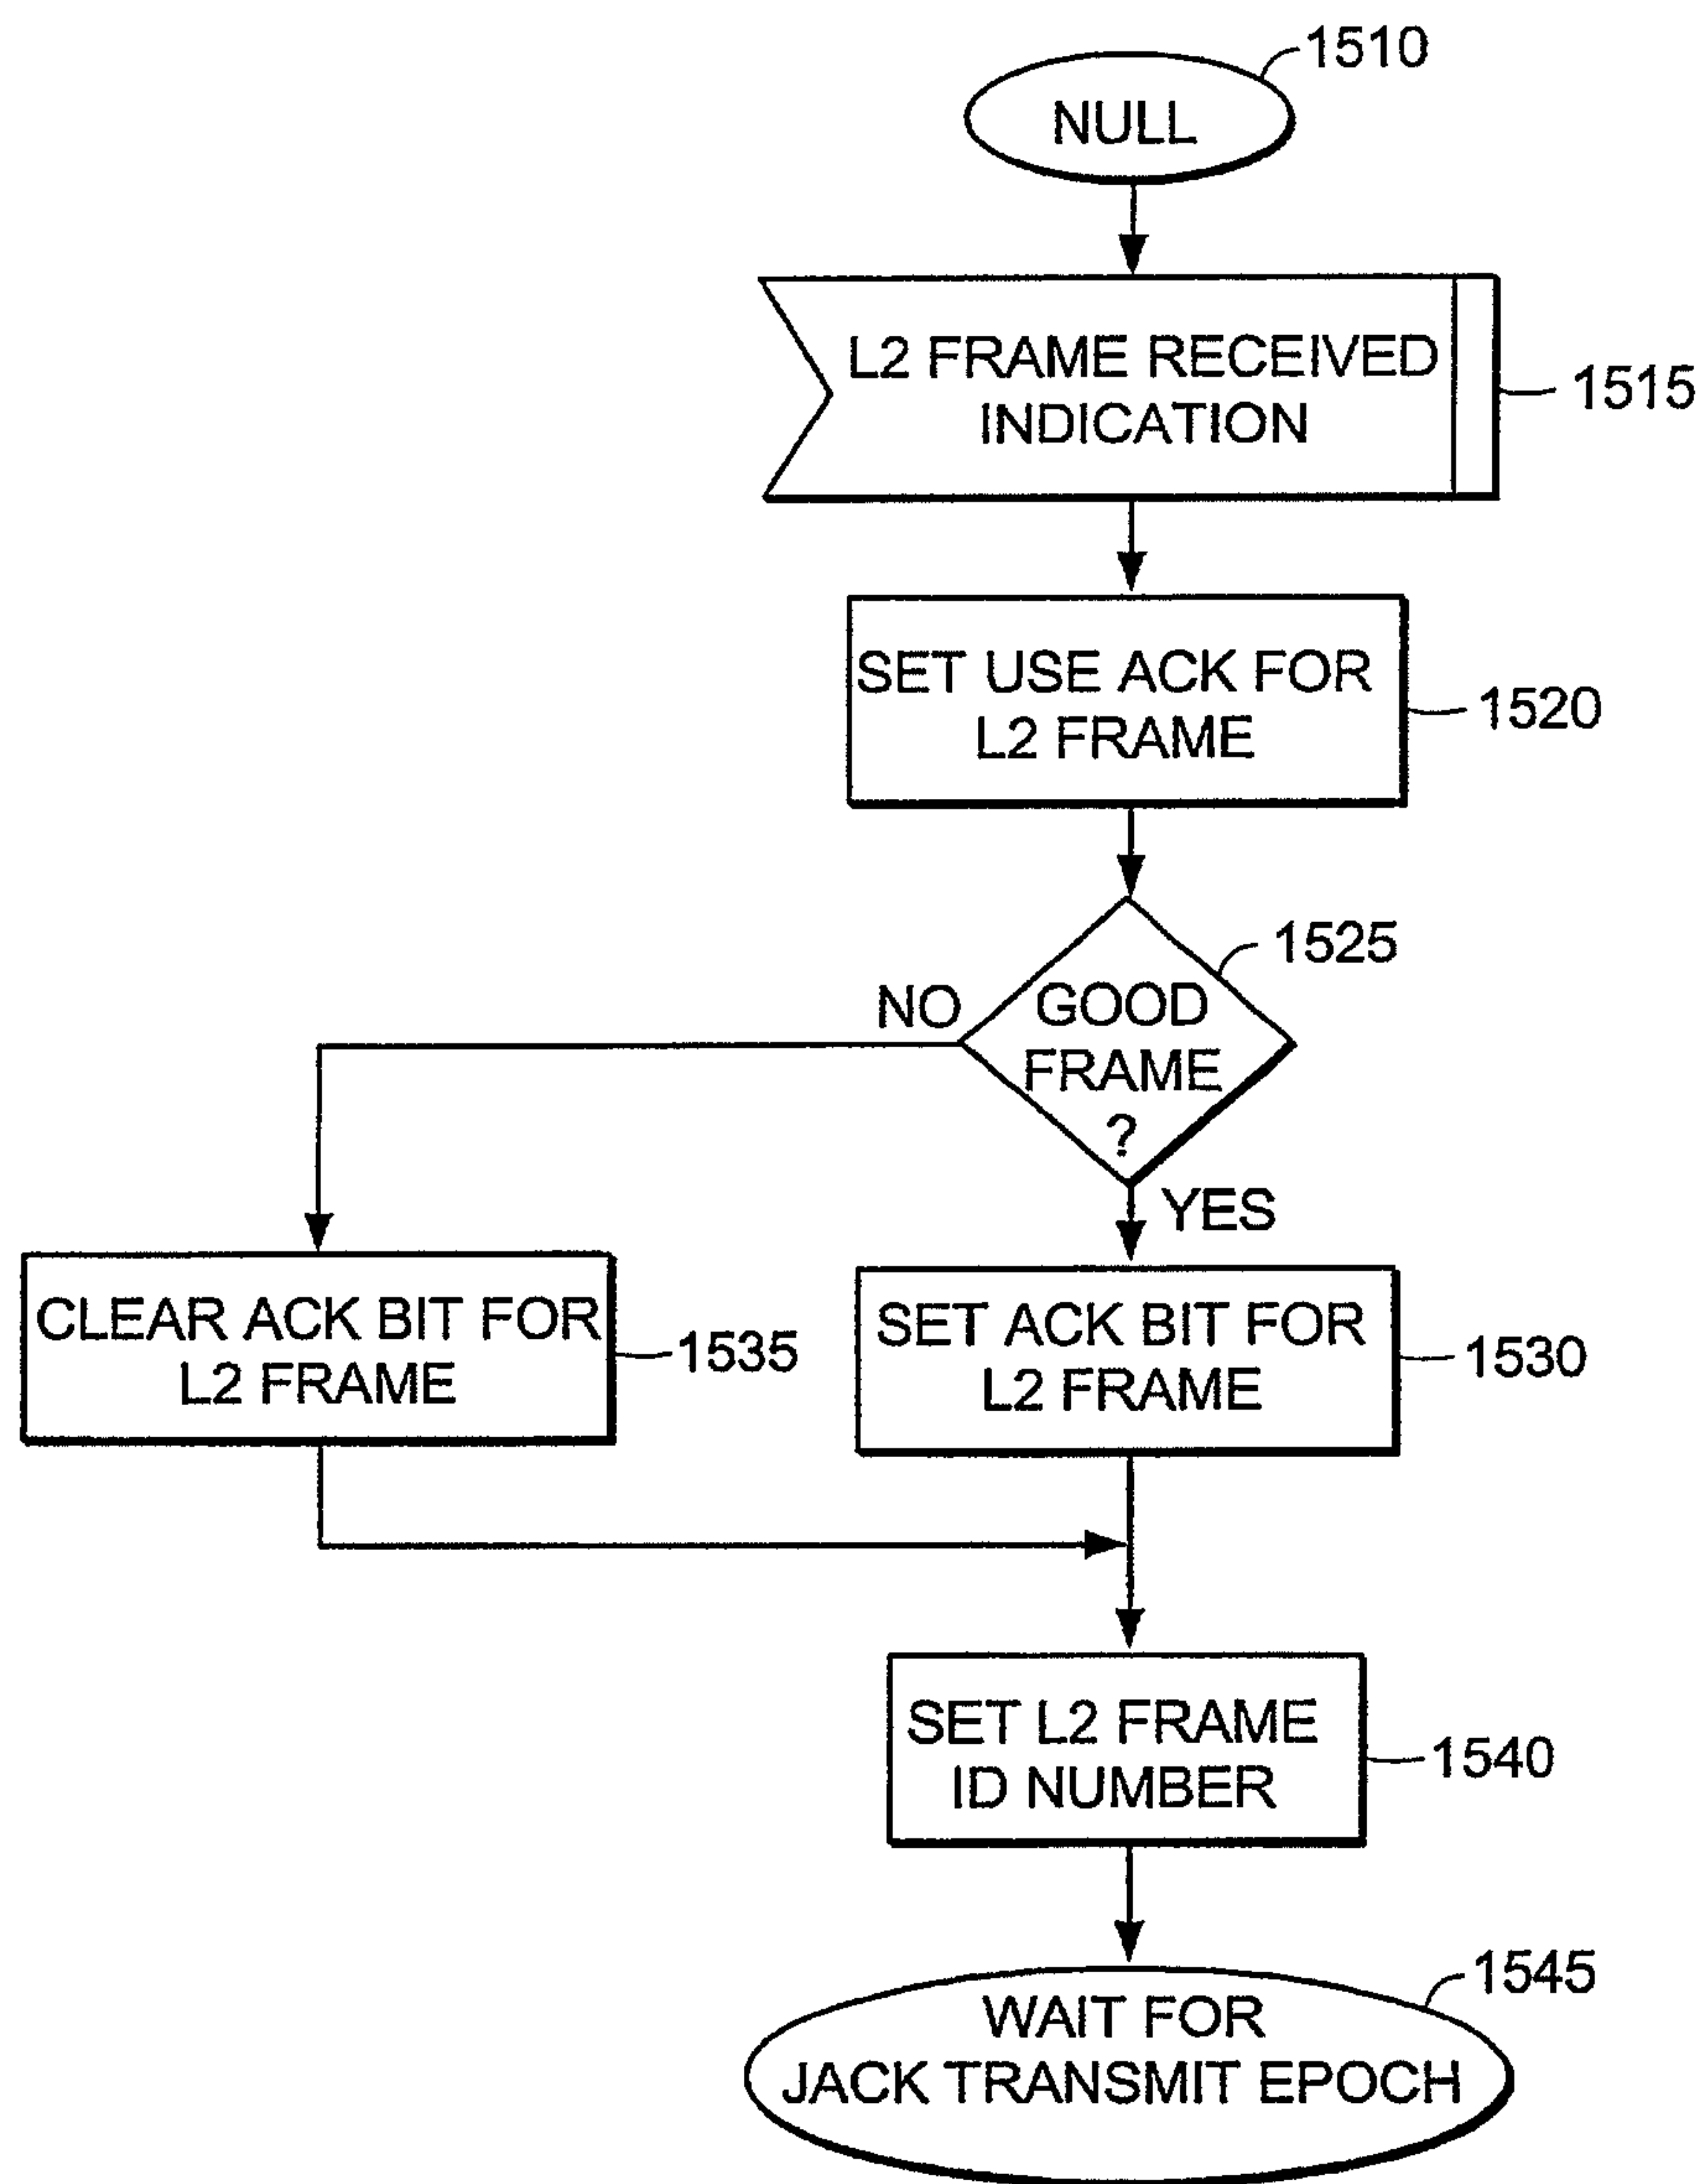 1510
NULL
L2 FRAME RECEIVED
INDICATION
1515
SET USE ACK FOR
L2 FRAME
1520
1525
NO
GOOD
FRAME
?
YES
CLEAR ACK BIT FOR
L2 FRAME
1535
SET ACK BIT FOR
L2 FRAME
1530
SET L2 FRAME
ID NUMBER
1540
1545
WAIT FOR
JACK TRANSMIT EPOCH